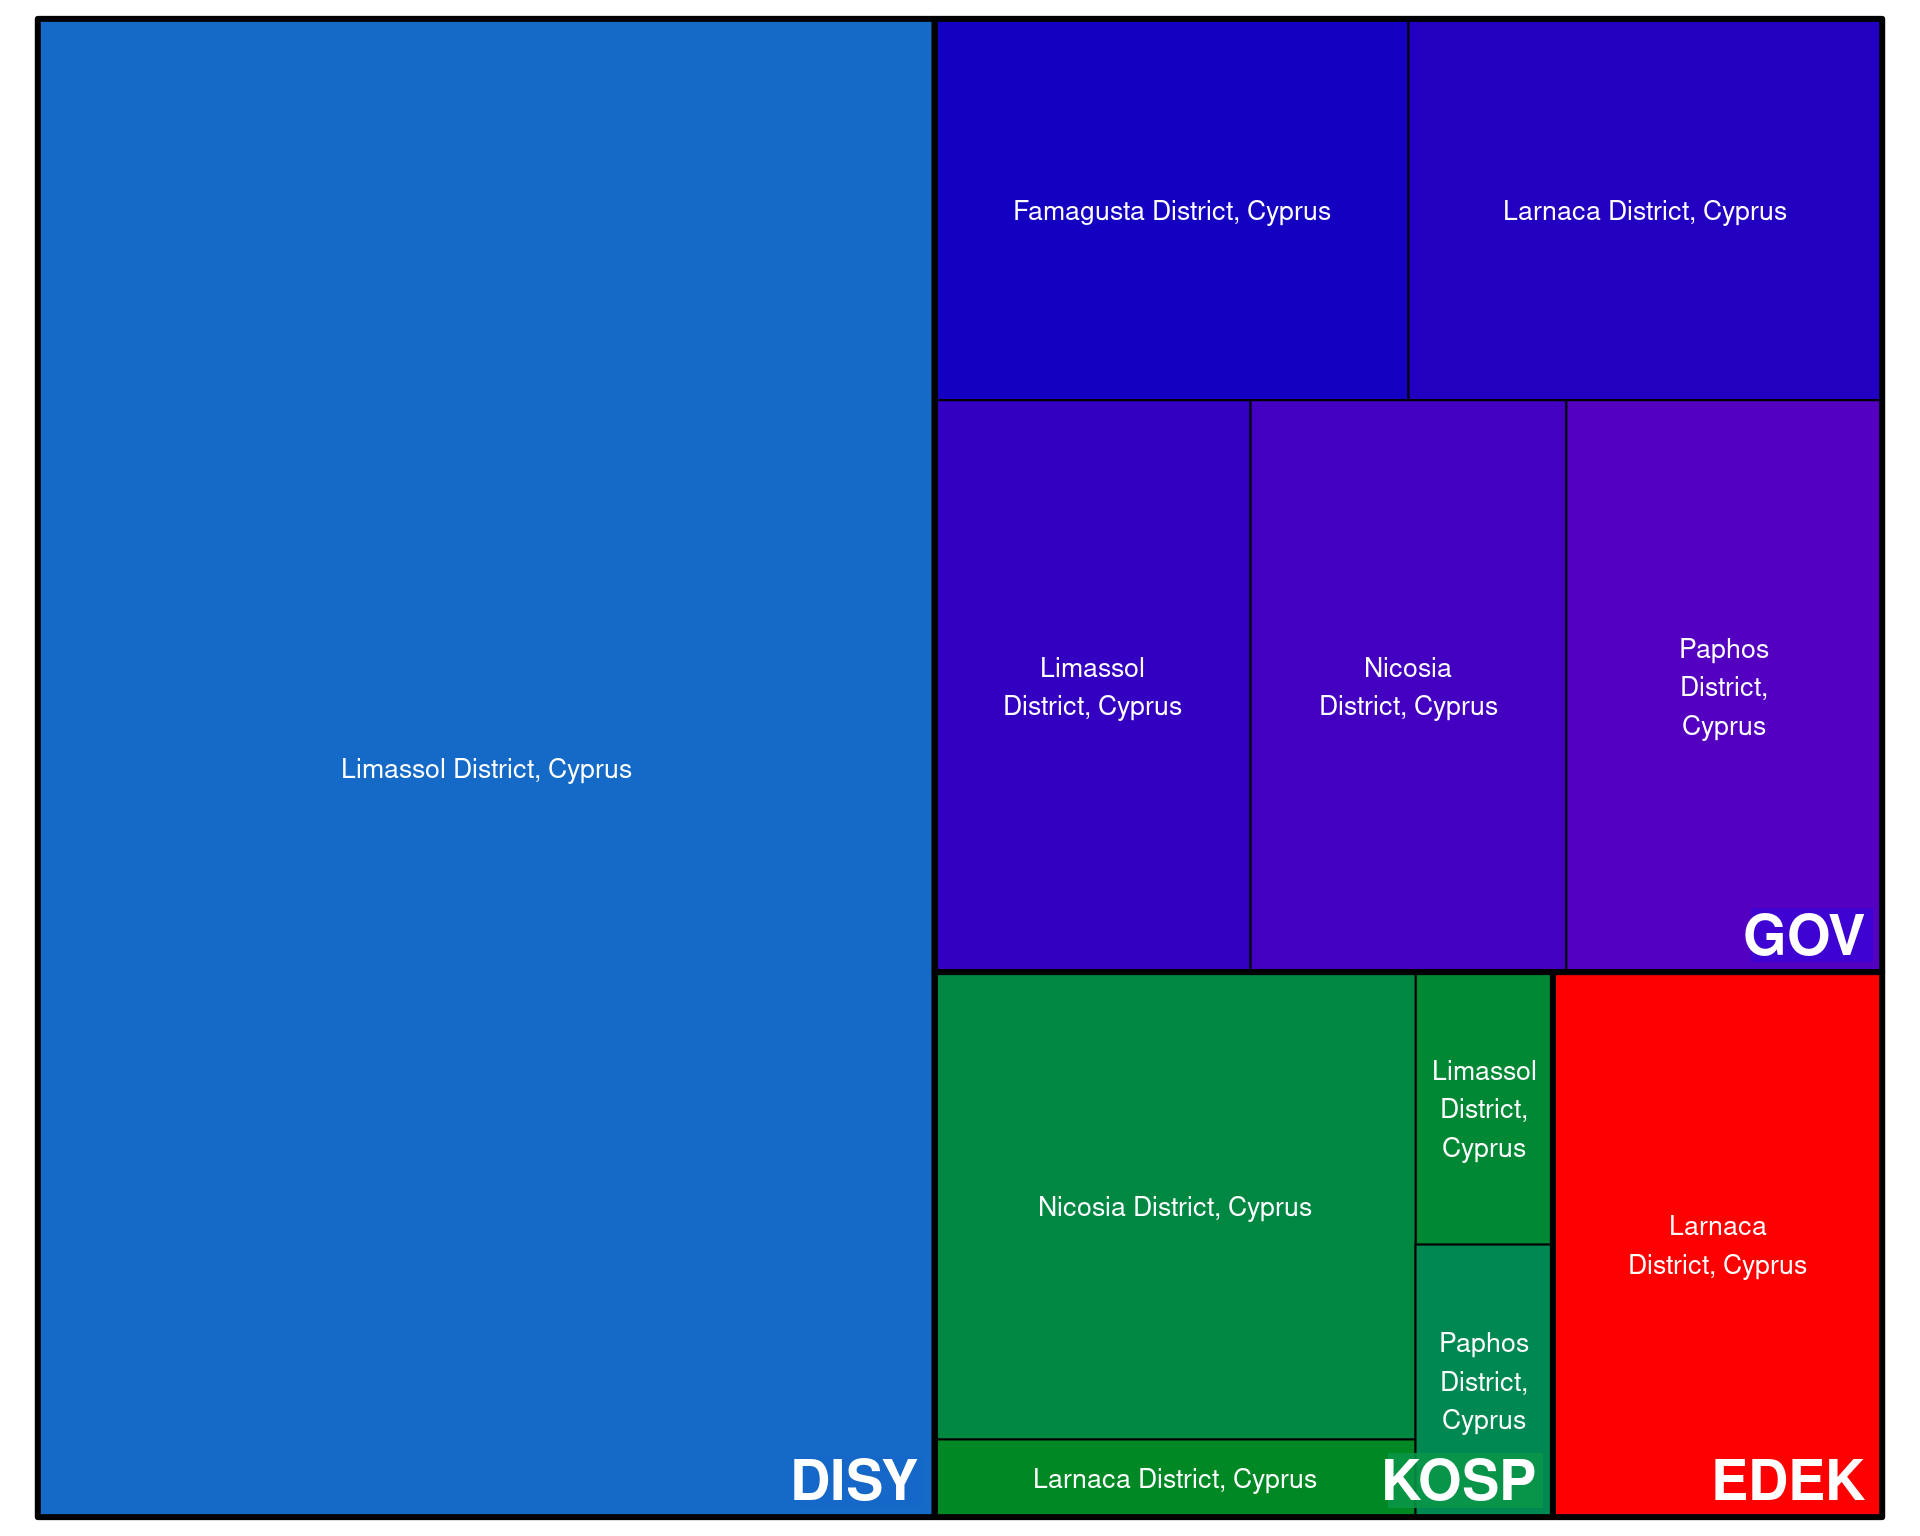 Limassol District, Cyprus
DISY
Famagusta District, Cyprus
Larnaca District, Cyprus
Limassol
District, Cyprus
Nicosia
District, Cyprus
Paphos
District,
Cyprus
GOV
Nicosia District, Cyprus
Limassol
District,
Cyprus
Paphos
District,
Cyprus
Larnaca District, Cyprus
KOSP
Larnaca
District, Cyprus
EDEK